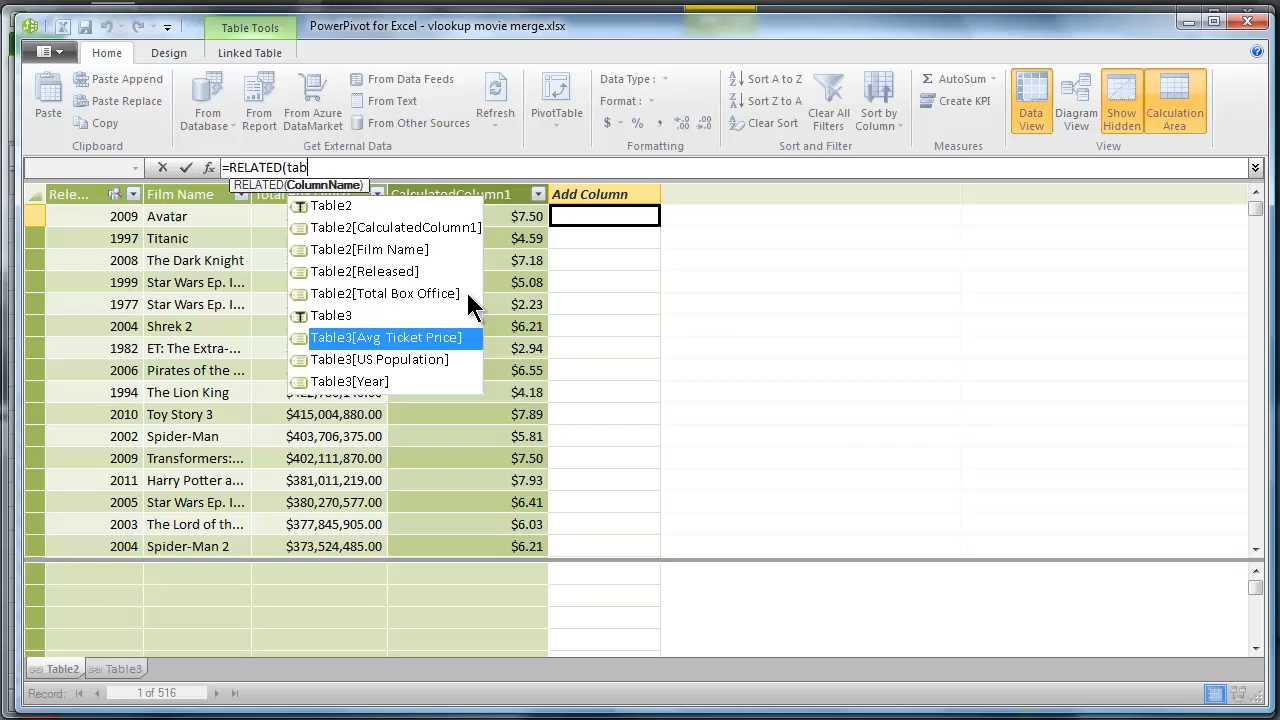 Table Tools
PowerPivot for Excel - vlookup movie merge.xlsx
Home
Design
Linked Table
Paste
Paste Append
Paste Replace
Copy
Clipboard
From Database
From Report
From Azure DataMarket
From Data Feeds
From Text
From Other Sources
Get External Data
Refresh
PivotTable
Data Type :
Format :
$ % ,
Formatting
Sort A to Z
Sort Z to A
Clear Sort
Clear All Filters
Sort by Column
Sort and Filter
AutoSum
Create KPI
Measures
Data View
Diagram View
Show Hidden
Calculation Area
View
=RELATED(tab
RELATED(ColumnName)
Rele...
Film Name
CalculatedColumn1
Add Column
Table2
Table2[CalculatedColumn1]
Table2[Film Name]
Table2[Released]
Table2[Total Box Office]
Table3
Table3[Avg Ticket Price]
Table3[US Population]
Table3[Year]
2009 Avatar $7.50
1997 Titanic $4.59
2008 The Dark Knight $7.18
1999 Star Wars Ep. I... $5.08
1977 Star Wars Ep. I... $2.23
2004 Shrek 2 $6.21
1982 ET: The Extra-... $2.94
2006 Pirates of the ... $6.55
1994 The Lion King $4.18
2010 Toy Story 3 $415,004,880.00 $7.89
2002 Spider-Man $403,706,375.00 $5.81
2009 Transformers:... $402,111,870.00 $7.50
2011 Harry Potter a... $381,011,219.00 $7.93
2005 Star Wars Ep. I... $380,270,577.00 $6.41
2003 The Lord of th... $377,845,905.00 $6.03
2004 Spider-Man 2 $373,524,485.00 $6.21
Table2
Table3
Record: 1 of 516